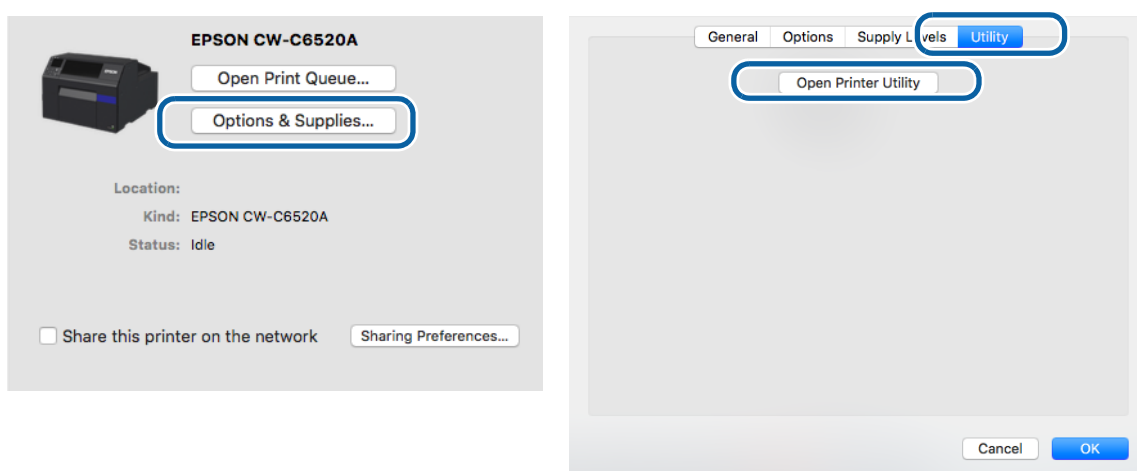 EPSON CW-C6520A
Open Print Queue...
Options & Supplies...
Location:
Kind: EPSON CW-C6520A
Status: Idle
Share this printer on the network Sharing Preferences...
General Options Supply Levels Utility
Open Printer Utility
Cancel OK